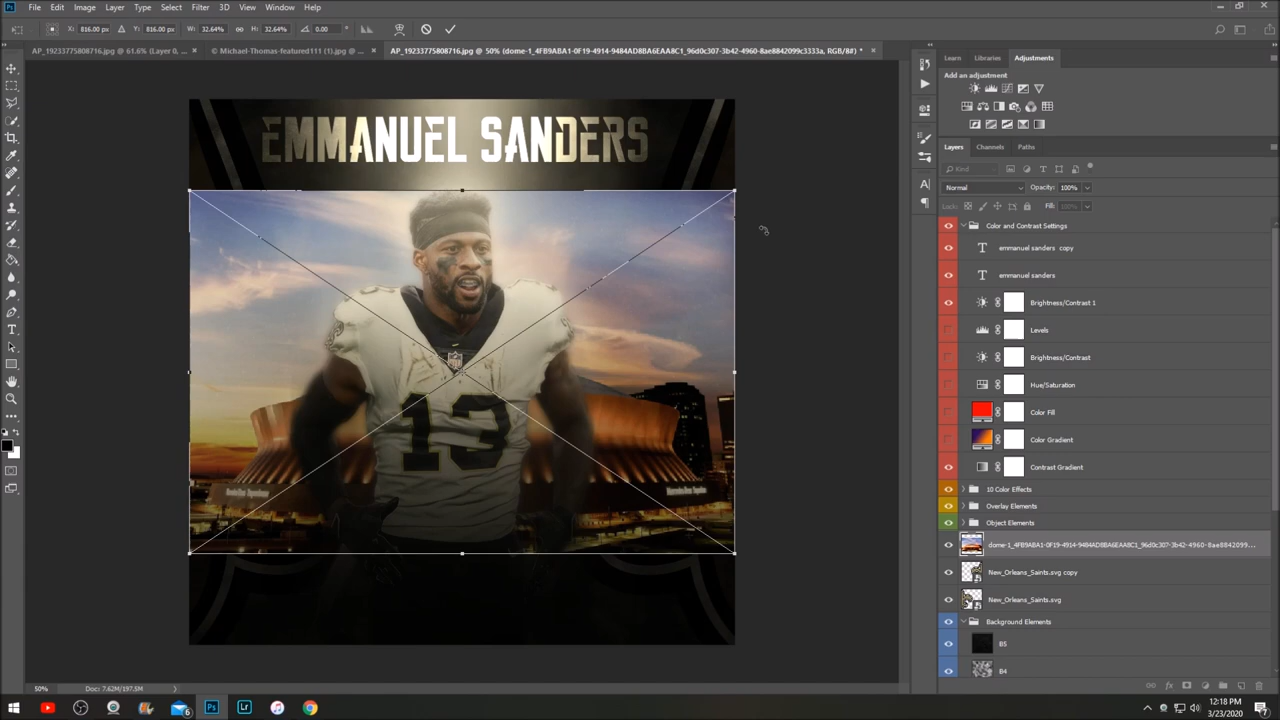 File Edit Image Layer Type Select Filter 3D View Window Help
X: 816.00 px Y: 816.00 px W: 32.64% H: 32.64% 0.00
AP_19233775808716.jpg @ 61.6% (Layer 0, ... × © Michael-Thomas-featured111 (1).jpg @ ... × AP_19233775808716.jpg @ 50% (dome-1_4FB9ABA1-0F19-4914-9484AD8BA6EAA8C1_96d0c307-3b42-4960-8ae8842099c3333a, RGB/8#) * ×
Learn Libraries Adjustments
Add an adjustment
EMMANUEL SANDERS
13
Layers Channels Paths
Kind
Normal Opacity: 100%
Lock: Fill: 100%
Color and Contrast Settings
emmanuel sanders copy
emmanuel sanders
Brightness/Contrast 1
Levels
Brightness/Contrast
Hue/Saturation
Color Fill
Color Gradient
Contrast Gradient
10 Color Effects
Overlay Elements
Object Elements
dome-1_4FB9ABA1-0F19-4914-9484AD8BA6EAA8C1_96d0c307-3b42-4960-8ae8842099...
New_Orleans_Saints.svg copy
New_Orleans_Saints.svg
Background Elements
B5
B4
50% Doc: 7.62M/197.5M
12:18 PM
3/23/2020